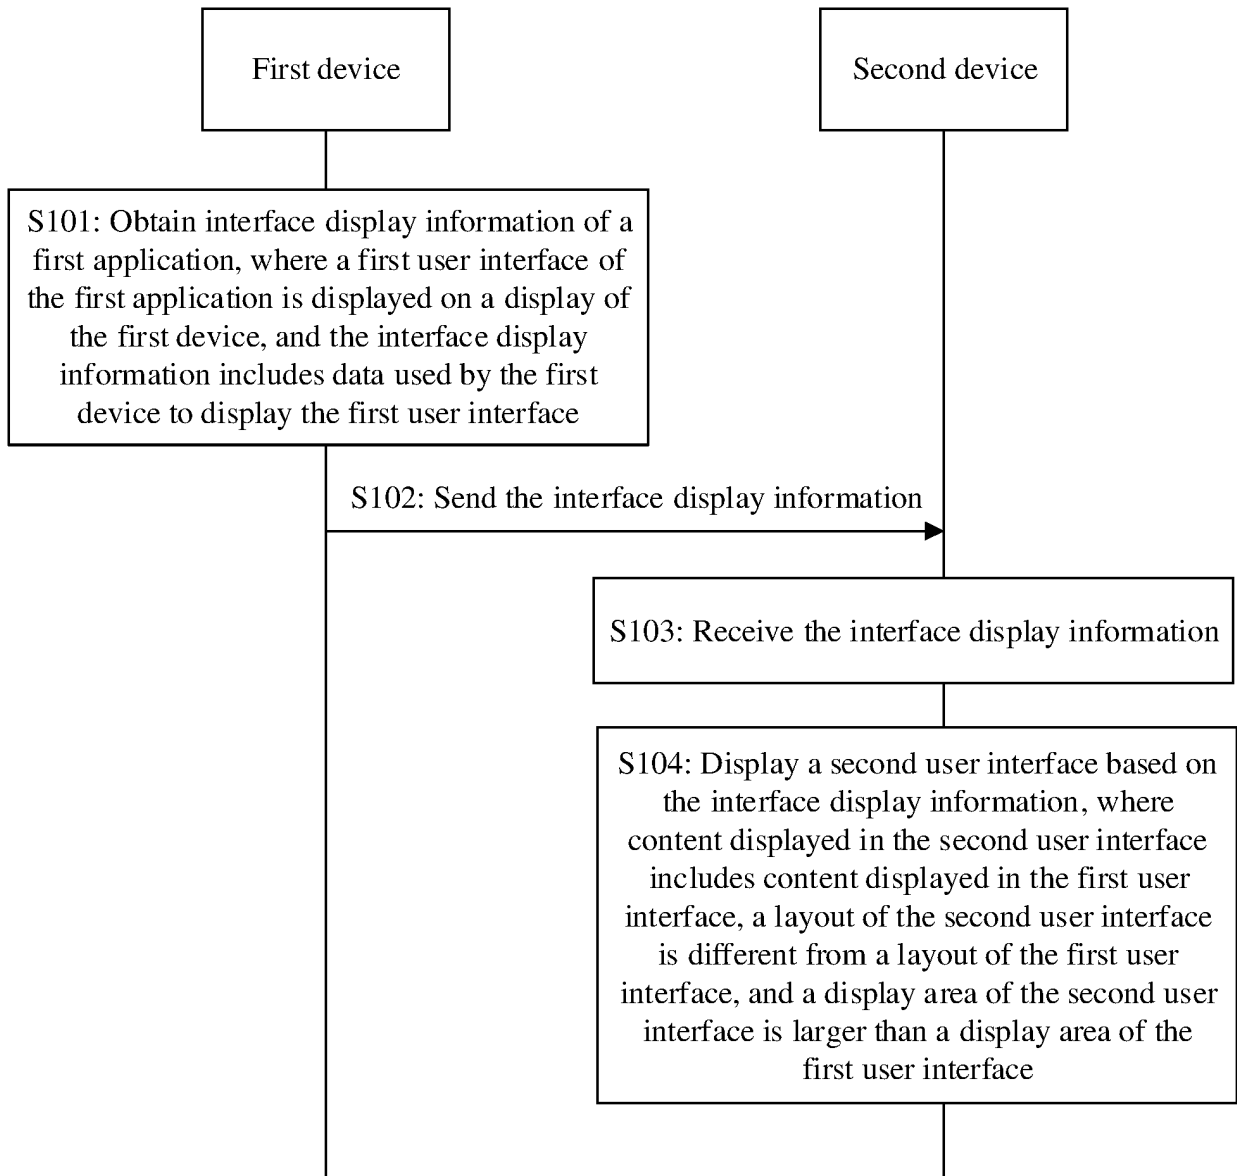 First device
Second device
S101: Obtain interface display information of a
first application, where a first user interface of
the first application is displayed on a display of
the first device, and the interface display
information includes data used by the first
device to display the first user interface
S102: Send the interface display information
S103: Receive the interface display information
S104: Display a second user interface based on
the interface display information, where
content displayed in the second user interface
includes content displayed in the first user
interface, a layout of the second user interface
is different from a layout of the first user
interface, and a display area of the second user
interface is larger than a display area of the
first user interface